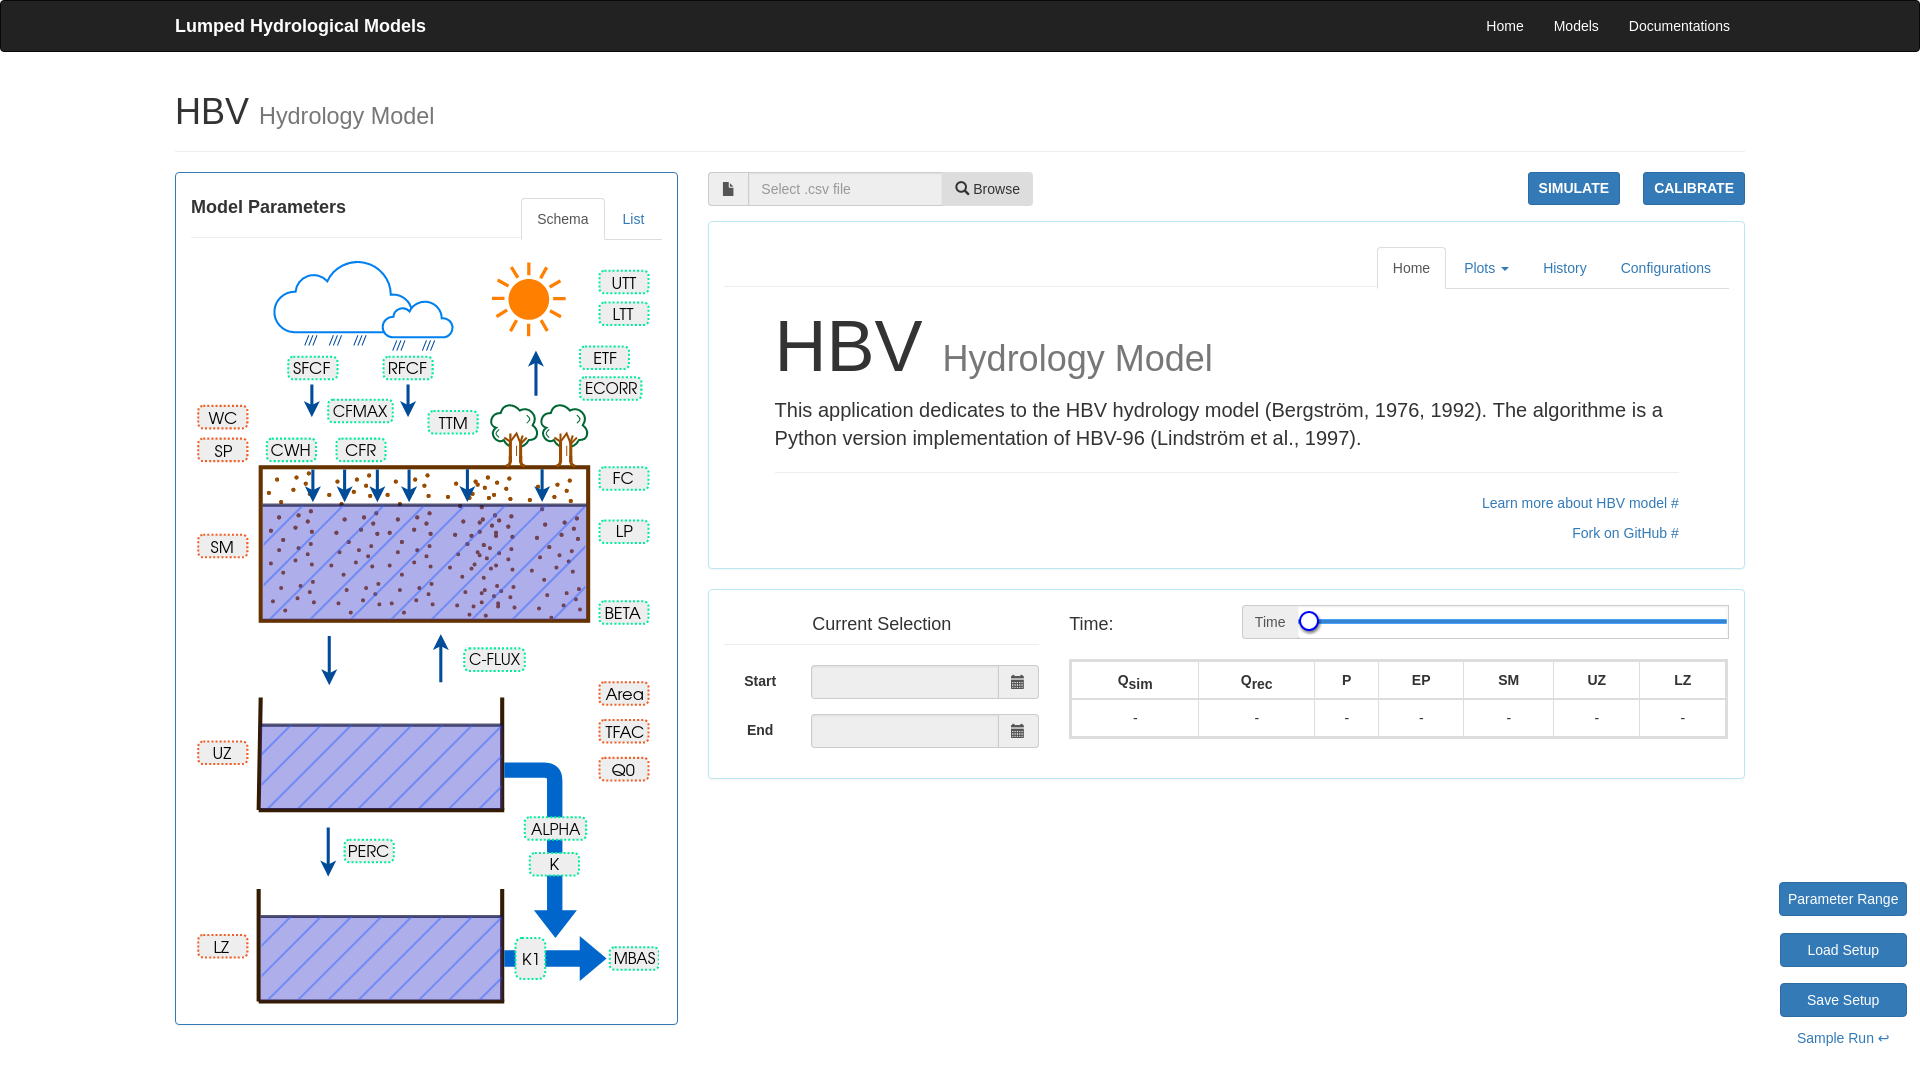 Lumped Hydrological Models
Home
Models
Documentations
HBV Hydrology Model
Model Parameters
Schema
List
UTT
LTT
SFCF
RFCF
ETF
ECORR
WC
CFMAX
TTM
SP
CWH
CFR
FC
LP
SM
BETA
C-FLUX
Area
TFAC
UZ
Q0
ALPHA
PERC
K
LZ
K1
MBAS
Select .csv file
Browse
SIMULATE
CALIBRATE
Home
Plots
History
Configurations
HBV Hydrology Model
This application dedicates to the HBV hydrology model (Bergström, 1976, 1992). The algorithm is a
Python version implementation of HBV-96 (Lindström et al., 1997).
Learn more about HBV model #
Fork on GitHub #
Current Selection
Start
End
Time:
Time
Qsim Qrec P EP SM UZ LZ
- - - - - - -
Parameter Range
Load Setup
Save Setup
Sample Run ↩